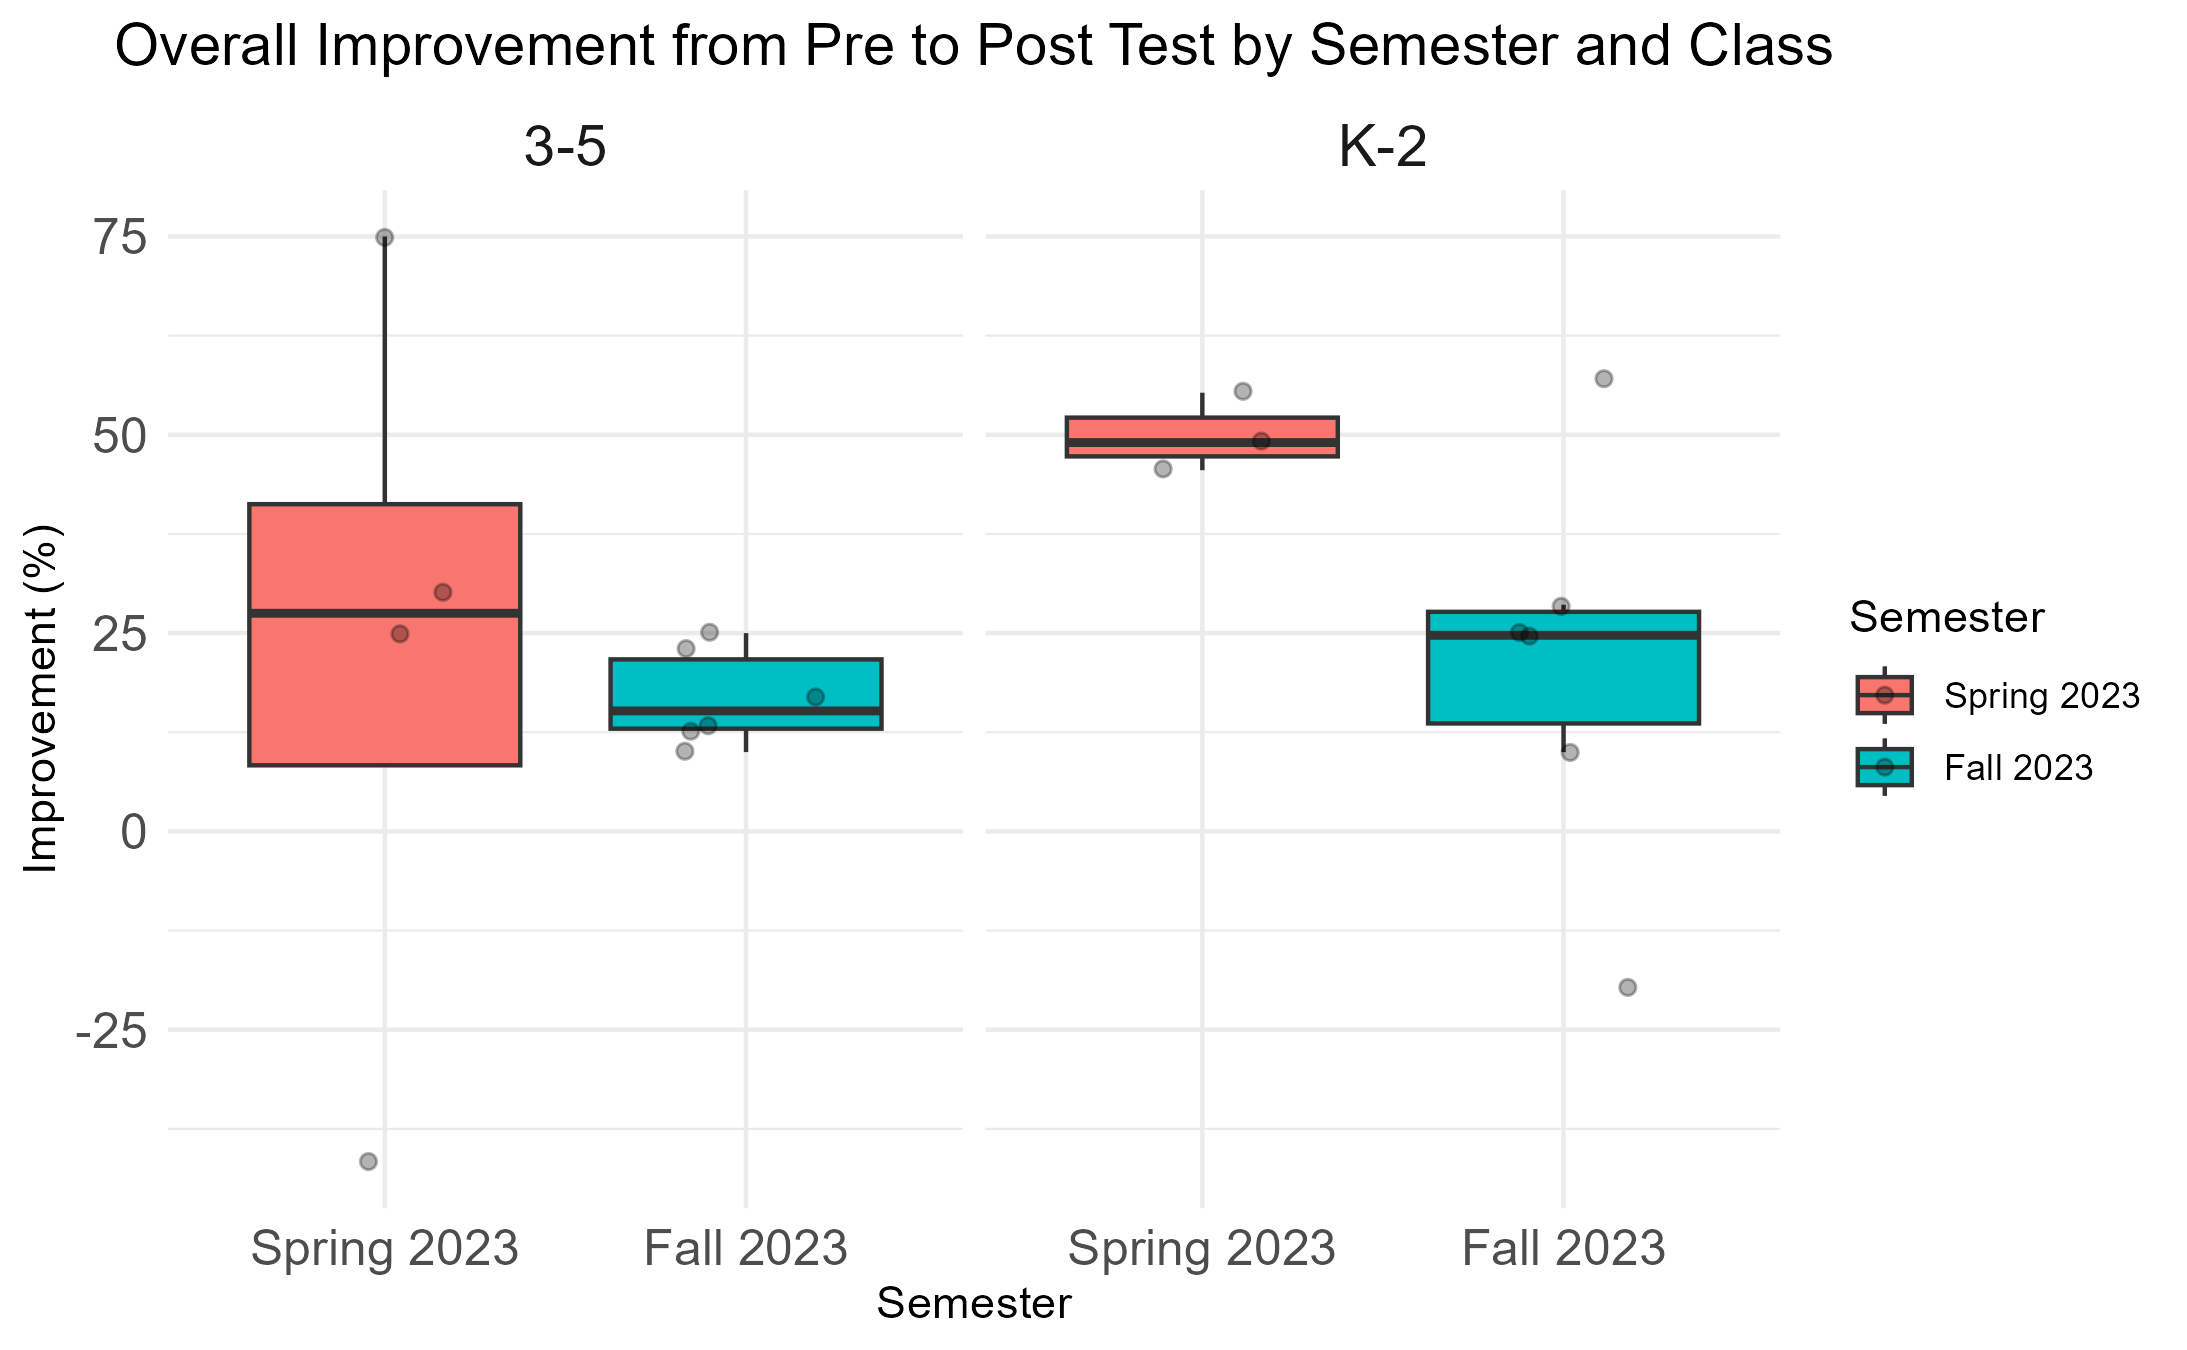 Overall Improvement from Pre to Post Test by Semester and Class
3-5
K-2
75
50
25
0
-25
Improvement (%)
Spring 2023
Fall 2023
Spring 2023
Fall 2023
Semester
Semester
Spring 2023
Fall 2023